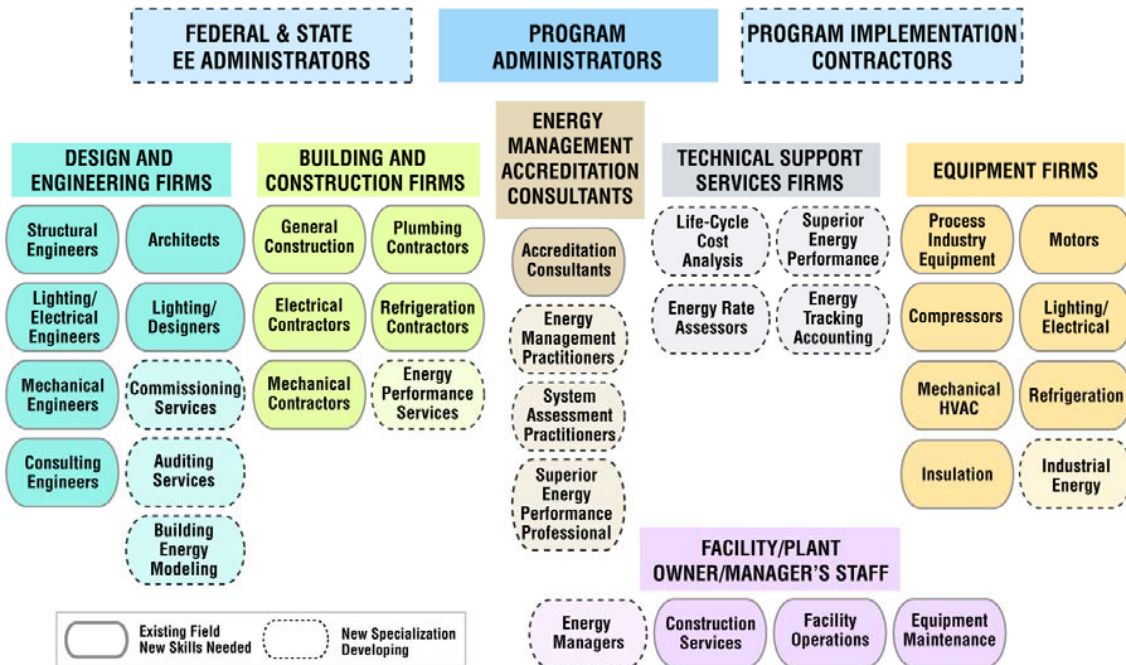 FEDERAL & STATE
EE ADMINISTRATORS
PROGRAM
ADMINISTRATORS
PROGRAM IMPLEMENTATION
CONTRACTORS
DESIGN AND
ENGINEERING FIRMS
Structural
Engineers
Architects
Lighting/
Electrical
Engineers
Lighting/
Designers
Mechanical
Engineers
Commissioning
Services
Consulting
Engineers
Auditing
Services
Building
Energy
Modeling
BUILDING AND
CONSTRUCTION FIRMS
General
Construction
Plumbing
Contractors
Electrical
Contractors
Refrigeration
Contractors
Mechanical
Contractors
Energy
Performance
Services
ENERGY
MANAGEMENT
ACCREDITATION
CONSULTANTS
Accreditation
Consultants
Energy
Management
Practitioners
System
Assessment
Practitioners
Superior
Energy
Performance
Professional
TECHNICAL SUPPORT
SERVICES FIRMS
Life-Cycle
Cost
Analysis
Superior
Energy
Performance
Energy Rate
Assessors
Energy
Tracking
Accounting
EQUIPMENT FIRMS
Process
Industry
Equipment
Motors
Compressors
Lighting/
Electrical
Mechanical
HVAC
Refrigeration
Insulation
Industrial
Energy
FACILITY/PLANT
OWNER/MANAGER'S STAFF
Energy
Managers
Construction
Services
Facility
Operations
Equipment
Maintenance
Existing Field
New Skills Needed
New Specialization
Developing